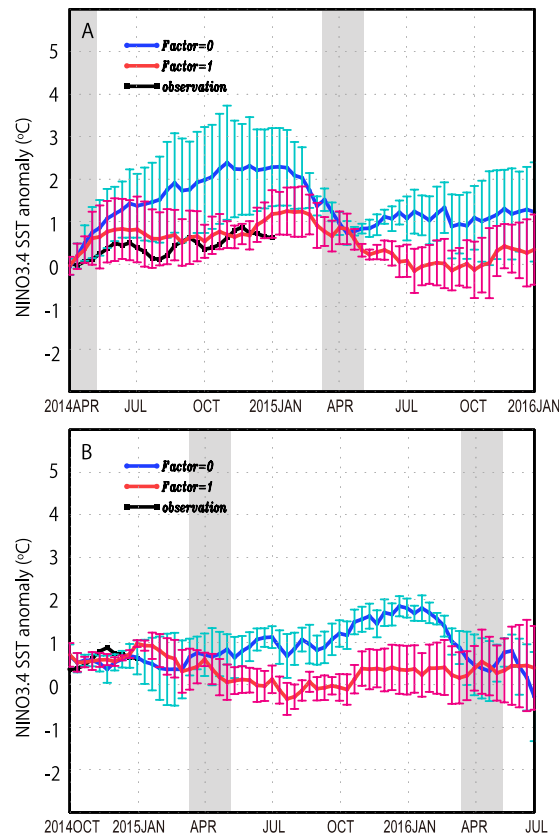 A
Factor=0
Factor=1
observation
NINO3.4 SST anomaly (°C)
6
5
4
3
2
1
0
-1
-2
2014APR JUL OCT 2015JAN APR JUL OCT 2016JAN
B
Factor=0
Factor=1
observation
NINO3.4 SST anomaly (°C)
6
5
4
3
2
1
0
-1
-2
2014OCT 2015JAN APR JUL OCT 2016JAN APR JUL